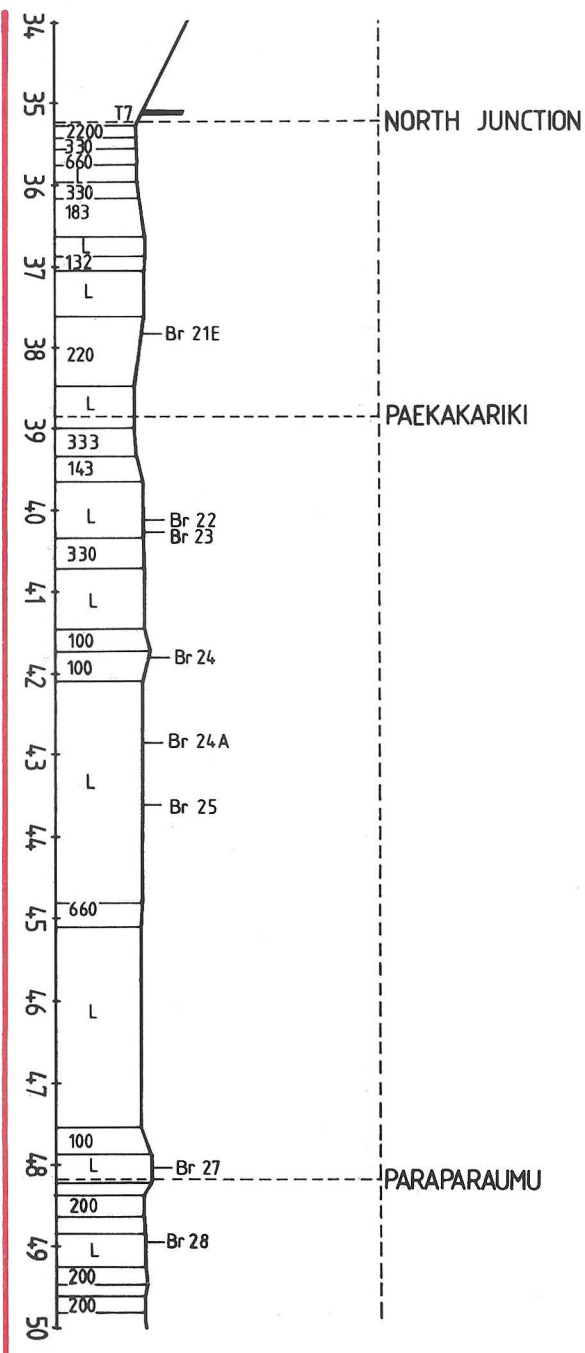 34
35
T7
NORTH JUNCTION
2200
330
660
L
36
330
183
L
37
132
L
Br 21E
38
220
L
PAEKAKARIKI
39
333
143
40
L
Br 22
Br 23
330
41
L
100
Br 24
42
100
Br 24A
43
L
Br 25
44
660
45
46
L
47
100
48
L
Br 27
PARAPARAUMU
200
49
L
Br 28
200
200
50